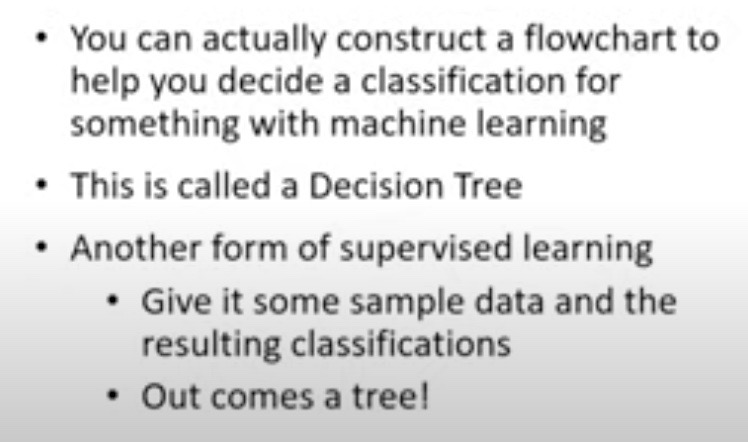 • You can actually construct a flowchart to
help you decide a classification for
something with machine learning
• This is called a Decision Tree
• Another form of supervised learning
• Give it some sample data and the
resulting classifications
• Out comes a tree!